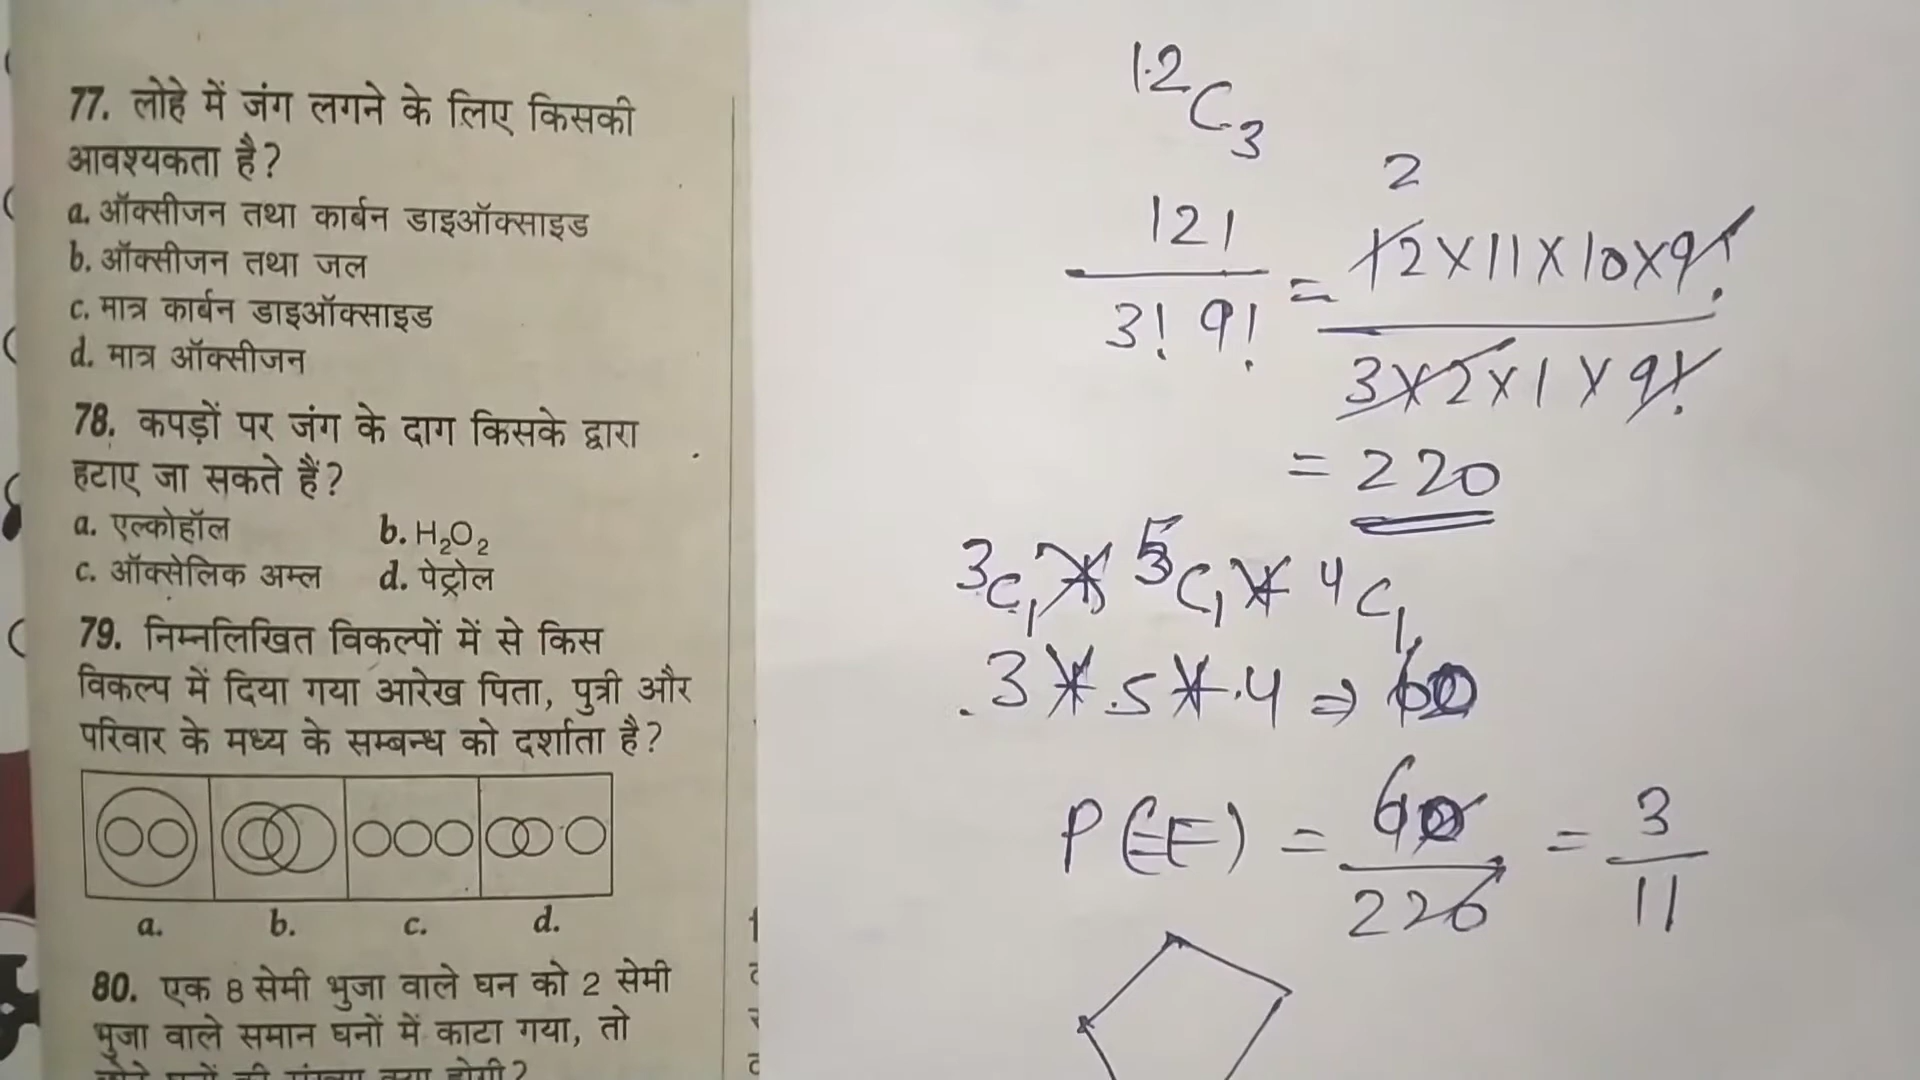 77. लोहे में जंग लगने के लिए किसकी
आवश्यकता है?
a. ऑक्सीजन तथा कार्बन डाइऑक्साइड
b. ऑक्सीजन तथा जल
c. मात्र कार्बन डाइऑक्साइड
d. मात्र ऑक्सीजन
78. कपड़ों पर जंग के दाग किसके द्वारा
हटाए जा सकते हैं?
a. एल्कोहॉल b. H₂O₂
c. ऑक्सेलिक अम्ल d. पेट्रोल
79. निम्नलिखित विकल्पों में से किस
विकल्प में दिया गया आरेख पिता, पुत्री और
परिवार के मध्य के सम्बन्ध को दर्शाता है?
a. b. c. d.
80. एक 8 सेमी भुजा वाले घन को 2 सेमी
भुजा वाले समान घनों में काटा गया, तो
¹²C₃
2
12! = 12×11×10×9!
3! 9! 3×2×1×9!
= 220
³C₁ × ⁵C₁ × ⁴C₁
3 × 5 × 4 ⇒ 60
P(E) = 60 = 3
220 11